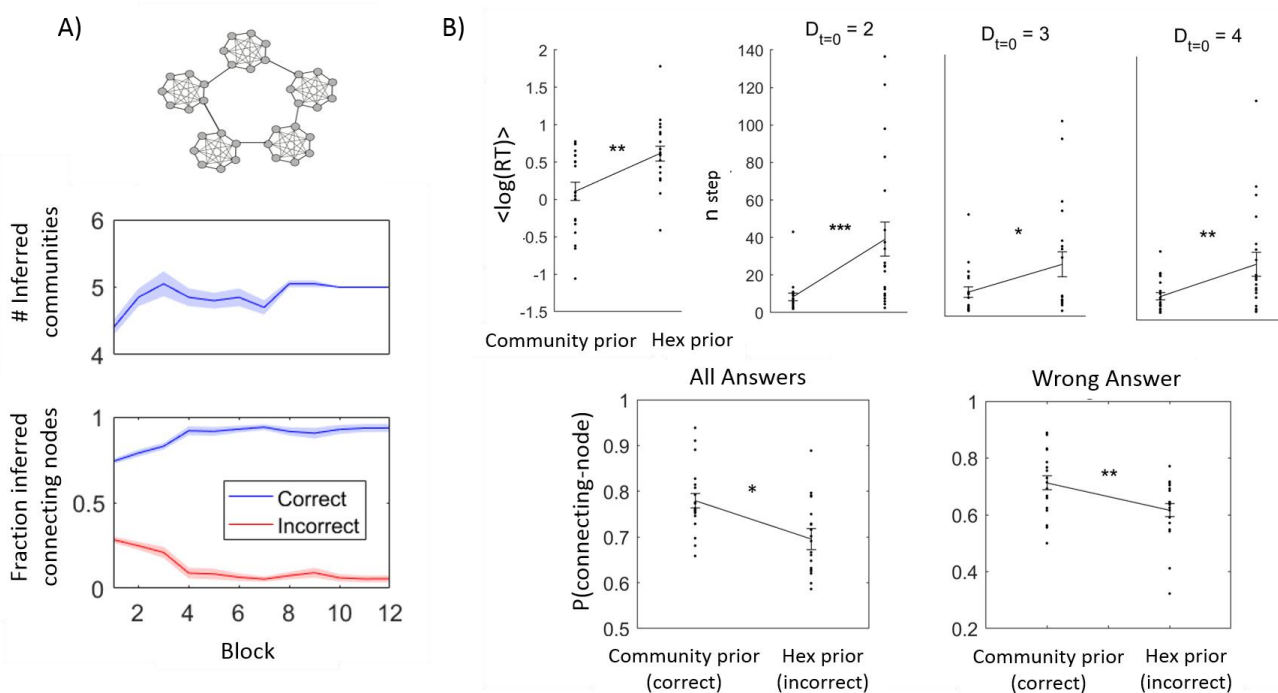 A)
# Inferred
communities
6
5
4
Fraction inferred
connecting nodes
1
0.5
0
Correct
Incorrect
2
4
6
8
10
12
Block
B)
<log(RT)>
2
1.5
1
0.5
0
-0.5
-1
-1.5
**
Community prior
Hex prior
D t=0 = 2
n step
140
120
100
80
60
40
20
0
***
D t=0 = 3
*
D t=0 = 4
**
All Answers
P(connecting-node)
1
0.9
0.8
0.7
0.6
0.5
*
Community prior
(correct)
Hex prior
(incorrect)
Wrong Answer
1
0.8
0.6
0.4
0.2
**
Community prior
(correct)
Hex prior
(incorrect)